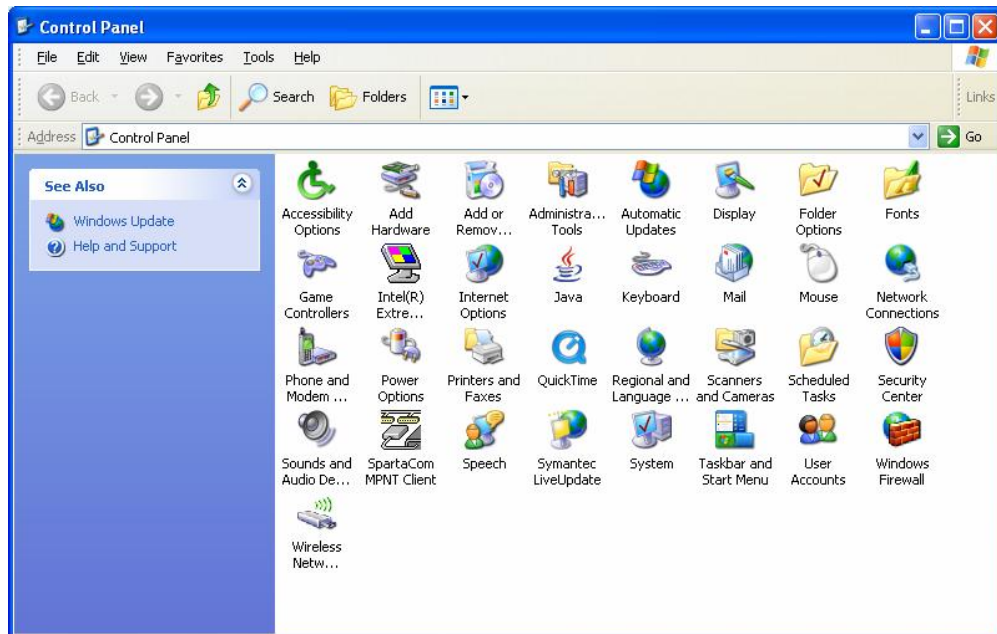 Control Panel
File Edit View Favorites Tools Help
Back Search Folders Links
Address Control Panel Go
See Also
Windows Update
Help and Support
Accessibility Options
Add Hardware
Add or Remov...
Administra... Tools
Automatic Updates
Display
Folder Options
Fonts
Game Controllers
Intel(R) Extre...
Internet Options
Java
Keyboard
Mail
Mouse
Network Connections
Phone and Modem ...
Power Options
Printers and Faxes
QuickTime
Regional and Language ...
Scanners and Cameras
Scheduled Tasks
Security Center
Sounds and Audio De...
SpartaCom MPNT Client
Speech
Symantec LiveUpdate
System
Taskbar and Start Menu
User Accounts
Windows Firewall
Wireless Netw...